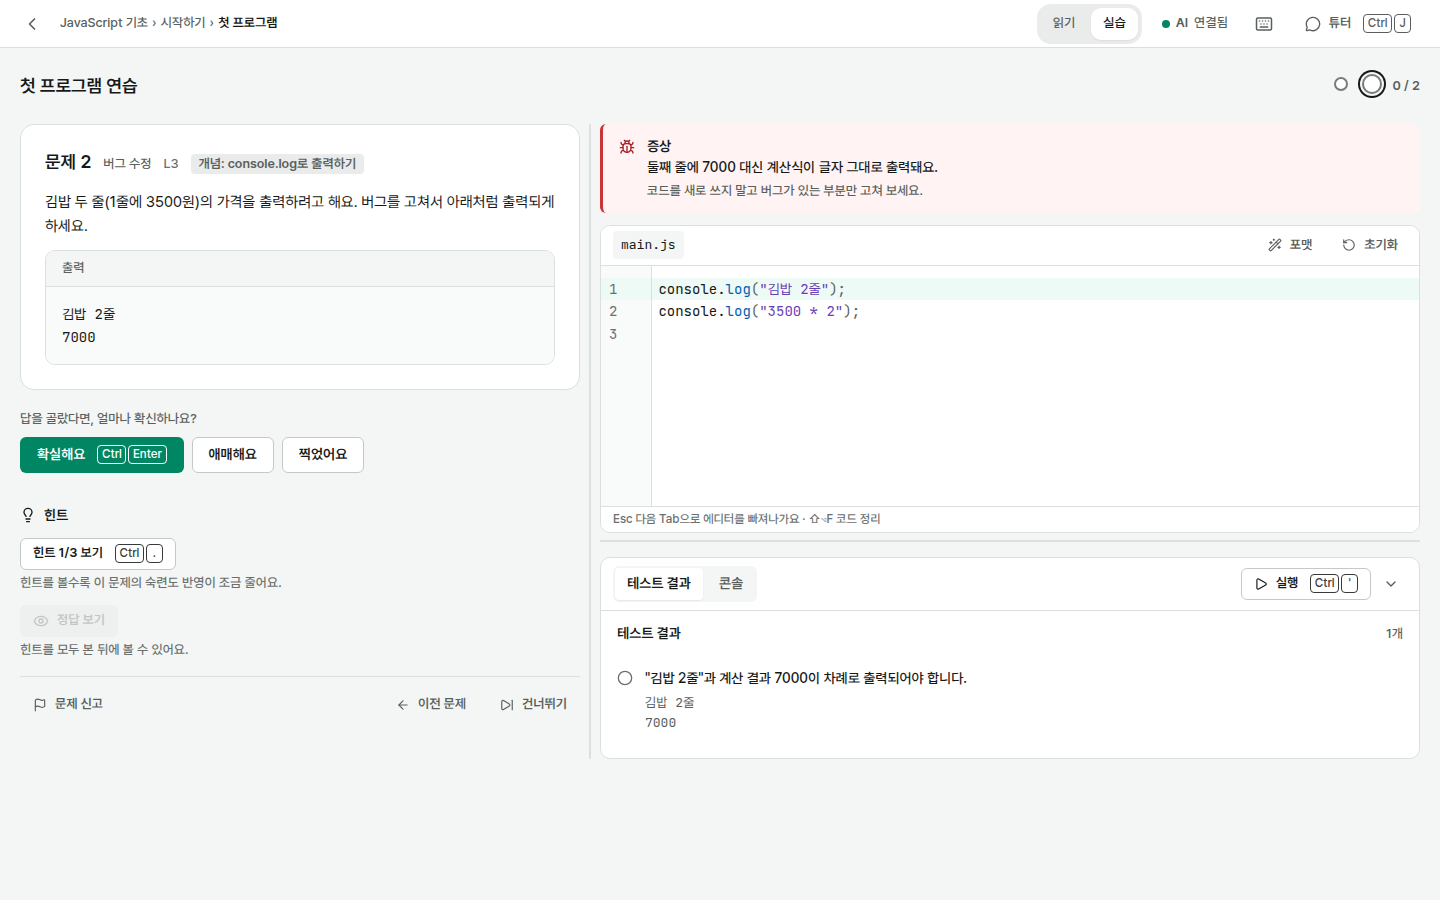 JavaScript 기초 › 시작하기 › 첫 프로그램
읽기 실습 AI 연결됨 튜터 Ctrl J
첫 프로그램 연습
0 / 2
문제 2 버그 수정 L3 개념: console.log로 출력하기
김밥 두 줄(1줄에 3500원)의 가격을 출력하려고 해요. 버그를 고쳐서 아래처럼 출력되게
하세요.
출력
김밥 2줄
7000
답을 골랐다면, 얼마나 확신하나요?
확실해요 Ctrl Enter 애매해요 찍었어요
힌트
힌트 1/3 보기 Ctrl .
힌트를 볼수록 이 문제의 숙련도 반영이 조금 줄어요.
정답 보기
힌트를 모두 본 뒤에 볼 수 있어요.
문제 신고 이전 문제 건너뛰기
증상
둘째 줄에 7000 대신 계산식이 글자 그대로 출력돼요.
코드를 새로 쓰지 말고 버그가 있는 부분만 고쳐 보세요.
main.js 포맷 초기화
1 console.log("김밥 2줄");
2 console.log("3500 * 2");
3
Esc 다음 Tab으로 에디터를 빠져나가요 · F 코드 정리
테스트 결과 콘솔 실행 Ctrl '
테스트 결과 1개
"김밥 2줄"과 계산 결과 7000이 차례로 출력되어야 합니다.
김밥 2줄
7000